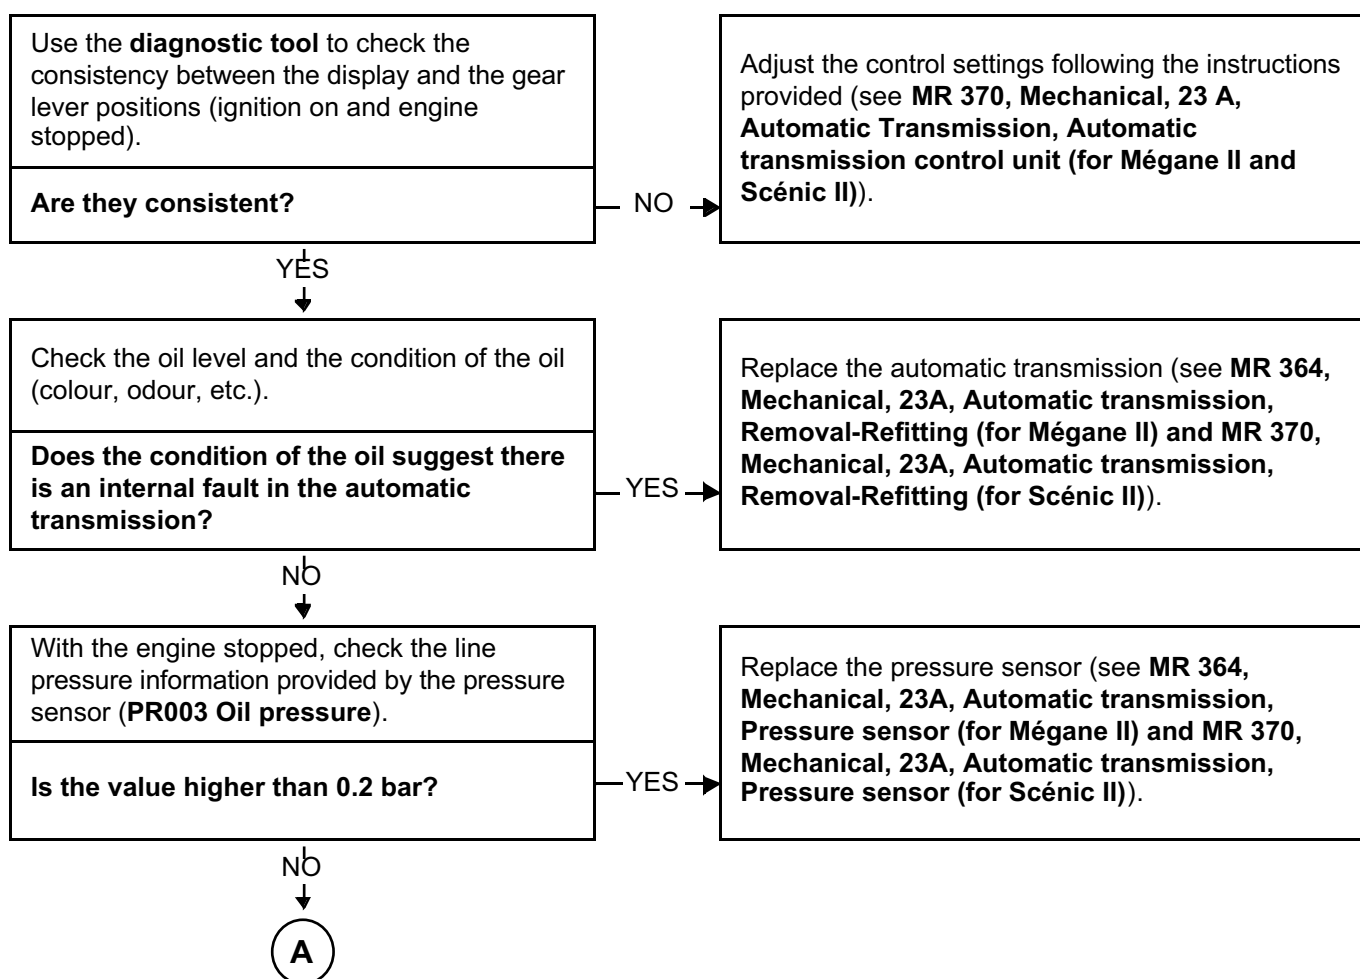 Use the diagnostic tool to check the
consistency between the display and the gear
lever positions (ignition on and engine
stopped).
Are they consistent?
NO
Adjust the control settings following the instructions
provided (see MR 370, Mechanical, 23 A,
Automatic Transmission, Automatic
transmission control unit (for Mégane II and
Scénic II)).
YES
Check the oil level and the condition of the oil
(colour, odour, etc.).
Does the condition of the oil suggest there
is an internal fault in the automatic
transmission?
YES
Replace the automatic transmission (see MR 364,
Mechanical, 23A, Automatic transmission,
Removal-Refitting (for Mégane II) and MR 370,
Mechanical, 23A, Automatic transmission,
Removal-Refitting (for Scénic II)).
NO
With the engine stopped, check the line
pressure information provided by the pressure
sensor (PR003 Oil pressure).
Is the value higher than 0.2 bar?
YES
Replace the pressure sensor (see MR 364,
Mechanical, 23A, Automatic transmission,
Pressure sensor (for Mégane II) and MR 370,
Mechanical, 23A, Automatic transmission,
Pressure sensor (for Scénic II)).
NO
A